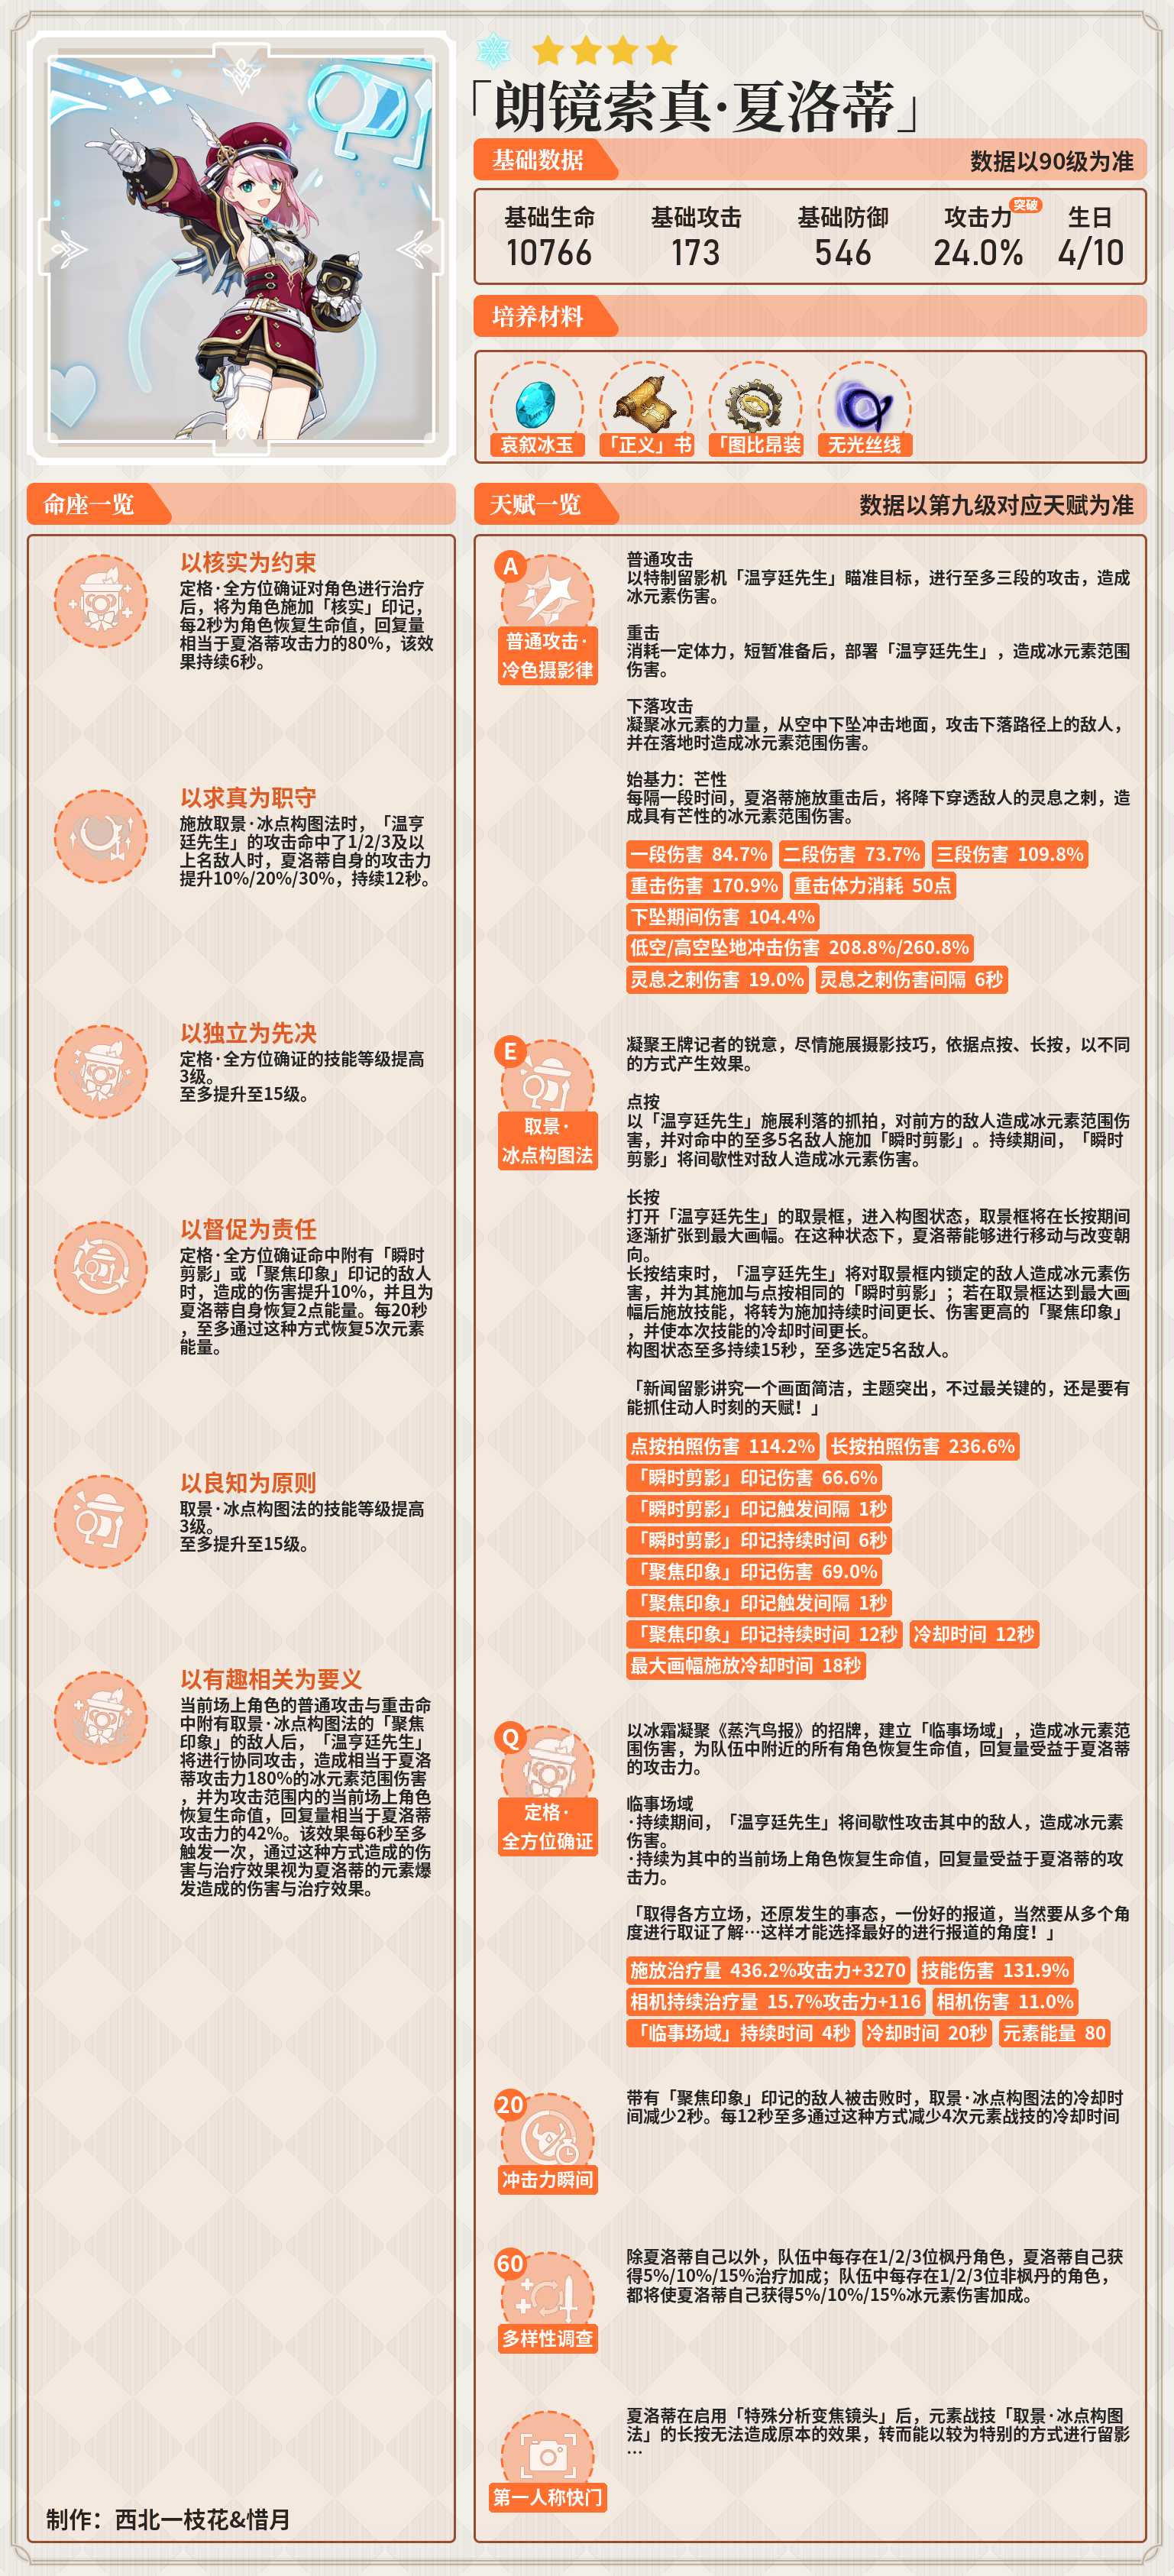 「朗镜索真·夏洛蒂」
基础数据
数据以90级为准
基础生命
10766
基础攻击
173
基础防御
546
攻击力
突破
24.0%
生日
4/10
培养材料
哀叙冰玉
「正义」书
「图比昂装
无光丝线
命座一览
以核实为约束
定格·全方位确证对角色进行治疗
后，将为角色施加「核实」印记，
每2秒为角色恢复生命值，回复量
相当于夏洛蒂攻击力的80%，该效
果持续6秒。
以求真为职守
施放取景·冰点构图法时，「温亨
廷先生」的攻击命中了1/2/3及以
上名敌人时，夏洛蒂自身的攻击力
提升10%/20%/30%，持续12秒。
以独立为先决
定格·全方位确证的技能等级提高
3级。
至多提升至15级。
以督促为责任
定格·全方位确证命中附有「瞬时
剪影」或「聚焦印象」印记的敌人
时，造成的伤害提升10%，并且为
夏洛蒂自身恢复2点能量。每20秒
，至多通过这种方式恢复5次元素
能量。
以良知为原则
取景·冰点构图法的技能等级提高
3级。
至多提升至15级。
以有趣相关为要义
当前场上角色的普通攻击与重击命
中附有取景·冰点构图法的「聚焦
印象」的敌人后，「温亨廷先生」
将进行协同攻击，造成相当于夏洛
蒂攻击力180%的冰元素范围伤害
，并为攻击范围内的当前场上角色
恢复生命值，回复量相当于夏洛蒂
攻击力的42%。该效果每6秒至多
触发一次，通过这种方式造成的伤
害与治疗效果视为夏洛蒂的元素爆
发造成的伤害与治疗效果。
制作：西北一枝花&惜月
天赋一览
数据以第九级对应天赋为准
A
普通攻击·
冷色摄影律
普通攻击
以特制留影机「温亨廷先生」瞄准目标，进行至多三段的攻击，造成
冰元素伤害。
重击
消耗一定体力，短暂准备后，部署「温亨廷先生」，造成冰元素范围
伤害。
下落攻击
凝聚冰元素的力量，从空中下坠冲击地面，攻击下落路径上的敌人，
并在落地时造成冰元素范围伤害。
始基力：芒性
每隔一段时间，夏洛蒂施放重击后，将降下穿透敌人的灵息之刺，造
成具有芒性的冰元素范围伤害。
一段伤害 84.7% 二段伤害 73.7% 三段伤害 109.8%
重击伤害 170.9% 重击体力消耗 50点
下坠期间伤害 104.4%
低空/高空坠地冲击伤害 208.8%/260.8%
灵息之刺伤害 19.0% 灵息之刺伤害间隔 6秒
E
取景·
冰点构图法
凝聚王牌记者的锐意，尽情施展摄影技巧，依据点按、长按，以不同
的方式产生效果。
点按
以「温亨廷先生」施展利落的抓拍，对前方的敌人造成冰元素范围伤
害，并对命中的至多5名敌人施加「瞬时剪影」。持续期间，「瞬时
剪影」将间歇性对敌人造成冰元素伤害。
长按
打开「温亨廷先生」的取景框，进入构图状态，取景框将在长按期间
逐渐扩张到最大画幅。在这种状态下，夏洛蒂能够进行移动与改变朝
向。
长按结束时，「温亨廷先生」将对取景框内锁定的敌人造成冰元素伤
害，并为其施加与点按相同的「瞬时剪影」；若在取景框达到最大画
幅后施放技能，将转为施加持续时间更长、伤害更高的「聚焦印象」
，并使本次技能的冷却时间更长。
构图状态至多持续15秒，至多选定5名敌人。
「新闻留影讲究一个画面简洁，主题突出，不过最关键的，还是要有
能抓住动人时刻的天赋！」
点按拍照伤害 114.2% 长按拍照伤害 236.6%
「瞬时剪影」印记伤害 66.6%
「瞬时剪影」印记触发间隔 1秒
「瞬时剪影」印记持续时间 6秒
「聚焦印象」印记伤害 69.0%
「聚焦印象」印记触发间隔 1秒
「聚焦印象」印记持续时间 12秒 冷却时间 12秒
最大画幅施放冷却时间 18秒
Q
定格·
全方位确证
以冰霜凝聚《蒸汽鸟报》的招牌，建立「临事场域」，造成冰元素范
围伤害，为队伍中附近的所有角色恢复生命值，回复量受益于夏洛蒂
的攻击力。
临事场域
·持续期间，「温亨廷先生」将间歇性攻击其中的敌人，造成冰元素
伤害。
·持续为其中的当前场上角色恢复生命值，回复量受益于夏洛蒂的攻
击力。
「取得各方立场，还原发生的事态，一份好的报道，当然要从多个角
度进行取证了解…这样才能选择最好的进行报道的角度！」
施放治疗量 436.2%攻击力+3270 技能伤害 131.9%
相机持续治疗量 15.7%攻击力+116 相机伤害 11.0%
「临事场域」持续时间 4秒 冷却时间 20秒 元素能量 80
20
冲击力瞬间
带有「聚焦印象」印记的敌人被击败时，取景·冰点构图法的冷却时
间减少2秒。每12秒至多通过这种方式减少4次元素战技的冷却时间
60
多样性调查
除夏洛蒂自己以外，队伍中每存在1/2/3位枫丹角色，夏洛蒂自己获
得5%/10%/15%治疗加成；队伍中每存在1/2/3位非枫丹的角色，
都将使夏洛蒂自己获得5%/10%/15%冰元素伤害加成。
第一人称快门
夏洛蒂在启用「特殊分析变焦镜头」后，元素战技「取景·冰点构图
法」的长按无法造成原本的效果，转而能以较为特别的方式进行留影
…